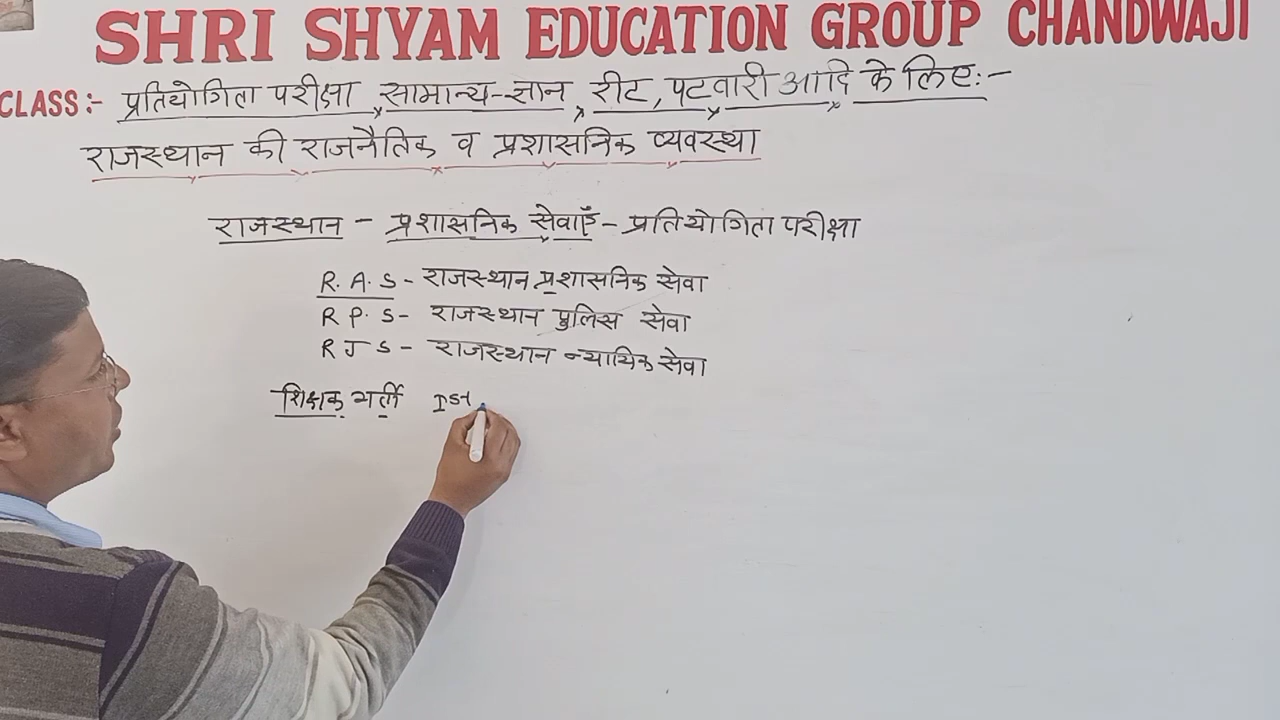 SHRI SHYAM EDUCATION GROUP CHANDWAJI
CLASS:- प्रतियोगिता परीक्षा, सामान्य-ज्ञान, रीट, पटवारी आदि के लिए:-
राजस्थान की राजनैतिक व प्रशासनिक व्यवस्था
राजस्थान - प्रशासनिक सेवाएँ - प्रतियोगिता परीक्षा
R. A. S - राजस्थान प्रशासनिक सेवा
R P. S- राजस्थान पुलिस सेवा
R J S - राजस्थान न्यायिक सेवा
शिक्षक भर्ती Ist